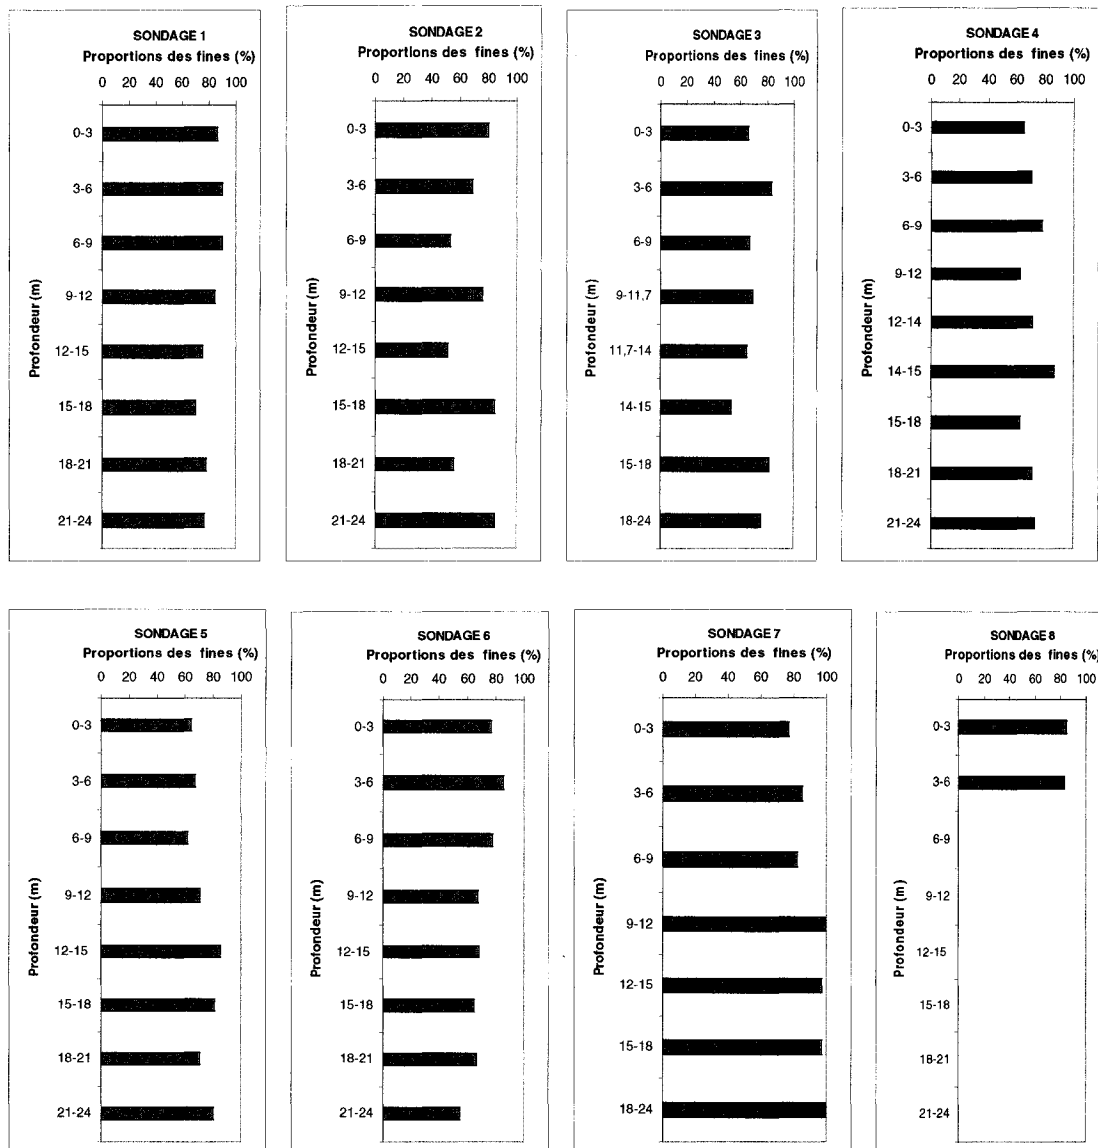 SONDAGE 1
Proportions des fines (%)
0 20 40 60 80 100
Profondeur (m)
0-3
3-6
6-9
9-12
12-15
15-18
18-21
21-24
SONDAGE 2
Proportions des fines (%)
0 20 40 60 80 100
Profondeur (m)
0-3
3-6
6-9
9-12
12-15
15-18
18-21
21-24
SONDAGE 3
Proportions des fines (%)
0 20 40 60 80 100
Profondeur (m)
0-3
3-6
6-9
9-11,7
11,7-14
14-15
15-18
18-24
SONDAGE 4
Proportions des fines (%)
0 20 40 60 80 100
Profondeur (m)
0-3
3-6
6-9
9-12
12-14
14-15
15-18
18-21
21-24
SONDAGE 5
Proportions des fines (%)
0 20 40 60 80 100
Profondeur (m)
0-3
3-6
6-9
9-12
12-15
15-18
18-21
21-24
SONDAGE 6
Proportions des fines (%)
0 20 40 60 80 100
Profondeur (m)
0-3
3-6
6-9
9-12
12-15
15-18
18-21
21-24
SONDAGE 7
Proportions des fines (%)
0 20 40 60 80 100
Profondeur (m)
0-3
3-6
6-9
9-12
12-15
15-18
18-24
SONDAGE 8
Proportions des fines (%)
0 20 40 60 80 100
Profondeur (m)
0-3
3-6
6-9
9-12
12-15
15-18
18-21
21-24